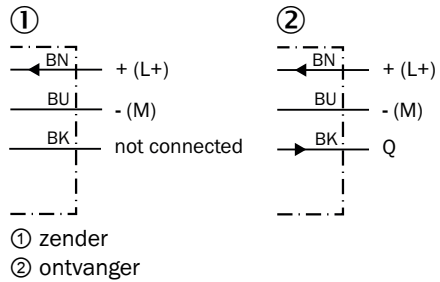 ① ②
BN + (L+) BN + (L+)
BU - (M) BU - (M)
BK not connected BK Q
① zender
② ontvanger